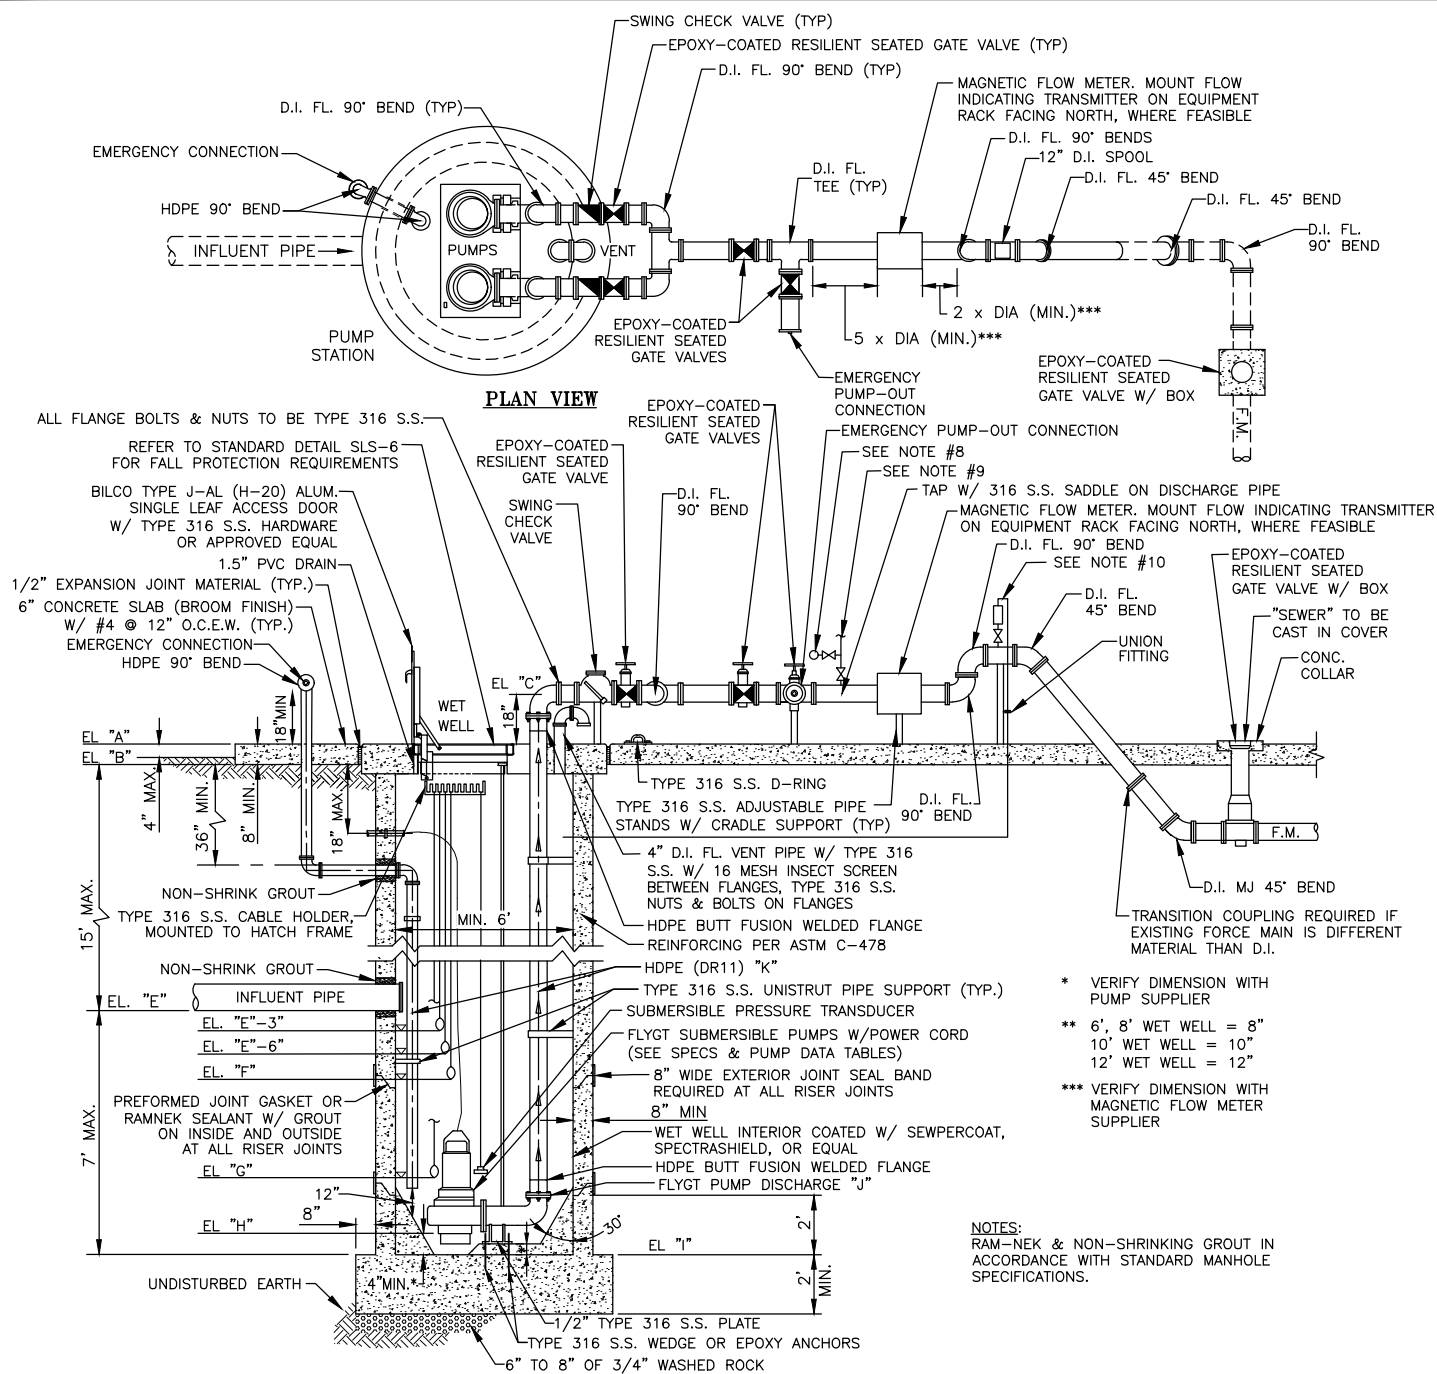 SWING CHECK VALVE (TYP)
EPOXY-COATED RESILIENT SEATED GATE VALVE (TYP)
D.I. FL. 90° BEND (TYP)
D.I. FL. 90° BEND (TYP)
MAGNETIC FLOW METER. MOUNT FLOW
INDICATING TRANSMITTER ON EQUIPMENT
RACK FACING NORTH, WHERE FEASIBLE
D.I. FL. 90° BENDS
12" D.I. SPOOL
D.I. FL. 45° BEND
D.I. FL. 45° BEND
D.I. FL.
90° BEND
EMERGENCY CONNECTION
HDPE 90° BEND
INFLUENT PIPE
PUMPS
VENT
D.I. FL.
TEE (TYP)
PUMP
STATION
EPOXY-COATED
RESILIENT SEATED
GATE VALVES
2 x DIA (MIN.)***
5 x DIA (MIN.)***
EMERGENCY
PUMP-OUT
CONNECTION
EPOXY-COATED
RESILIENT SEATED
GATE VALVE W/ BOX
F.M.
PLAN VIEW
ALL FLANGE BOLTS & NUTS TO BE TYPE 316 S.S.
REFER TO STANDARD DETAIL SLS-6
FOR FALL PROTECTION REQUIREMENTS
BILCO TYPE J-AL (H-20) ALUM.
SINGLE LEAF ACCESS DOOR
W/ TYPE 316 S.S. HARDWARE
OR APPROVED EQUAL
1.5" PVC DRAIN
1/2" EXPANSION JOINT MATERIAL (TYP.)
6" CONCRETE SLAB (BROOM FINISH)
W/ #4 @ 12" O.C.E.W. (TYP.)
EMERGENCY CONNECTION
HDPE 90° BEND
EPOXY-COATED
RESILIENT SEATED
GATE VALVE
SWING
CHECK
VALVE
EPOXY-COATED
RESILIENT SEATED
GATE VALVES
D.I. FL.
90° BEND
EMERGENCY PUMP-OUT CONNECTION
SEE NOTE #8
SEE NOTE #9
TAP W/ 316 S.S. SADDLE ON DISCHARGE PIPE
MAGNETIC FLOW METER. MOUNT FLOW INDICATING TRANSMITTER
ON EQUIPMENT RACK FACING NORTH, WHERE FEASIBLE
D.I. FL. 90° BEND
SEE NOTE #10
D.I. FL.
45° BEND
UNION
FITTING
EPOXY-COATED
RESILIENT SEATED
GATE VALVE W/ BOX
"SEWER" TO BE
CAST IN COVER
CONC.
COLLAR
WET
WELL
EL "C"
18"
18"MIN
EL "A"
EL "B"
4" MAX.
36" MIN.
8" MIN.
18" MAX.
TYPE 316 S.S. D-RING
TYPE 316 S.S. ADJUSTABLE PIPE
STANDS W/ CRADLE SUPPORT (TYP)
D.I. FL.
90° BEND
F.M.
D.I. MJ 45° BEND
TRANSITION COUPLING REQUIRED IF
EXISTING FORCE MAIN IS DIFFERENT
MATERIAL THAN D.I.
NON-SHRINK GROUT
TYPE 316 S.S. CABLE HOLDER,
MOUNTED TO HATCH FRAME
MIN. 6'
4" D.I. FL. VENT PIPE W/ TYPE 316
S.S. W/ 16 MESH INSECT SCREEN
BETWEEN FLANGES, TYPE 316 S.S.
NUTS & BOLTS ON FLANGES
HDPE BUTT FUSION WELDED FLANGE
REINFORCING PER ASTM C-478
15' MAX.
NON-SHRINK GROUT
EL. "E"
INFLUENT PIPE
HDPE (DR11) "K"
TYPE 316 S.S. UNISTRUT PIPE SUPPORT (TYP.)
SUBMERSIBLE PRESSURE TRANSDUCER
FLYGT SUBMERSIBLE PUMPS W/POWER CORD
(SEE SPECS & PUMP DATA TABLES)
EL. "E"-3"
EL. "E"-6"
EL. "F"
8" WIDE EXTERIOR JOINT SEAL BAND
REQUIRED AT ALL RISER JOINTS
PREFORMED JOINT GASKET OR
RAMNEK SEALANT W/ GROUT
ON INSIDE AND OUTSIDE
AT ALL RISER JOINTS
8" MIN
WET WELL INTERIOR COATED W/ SEWPERCOAT,
SPECTRASHIELD, OR EQUAL
HDPE BUTT FUSION WELDED FLANGE
FLYGT PUMP DISCHARGE "J"
7' MAX.
EL "G"
12"
8"
EL "H"
30°
2'
EL "I"
2'
MIN.
4"MIN.*
UNDISTURBED EARTH
1/2" TYPE 316 S.S. PLATE
TYPE 316 S.S. WEDGE OR EPOXY ANCHORS
6" TO 8" OF 3/4" WASHED ROCK
* VERIFY DIMENSION WITH
PUMP SUPPLIER
** 6', 8' WET WELL = 8"
10' WET WELL = 10"
12' WET WELL = 12"
*** VERIFY DIMENSION WITH
MAGNETIC FLOW METER
SUPPLIER
NOTES:
RAM-NEK & NON-SHRINKING GROUT IN
ACCORDANCE WITH STANDARD MANHOLE
SPECIFICATIONS.